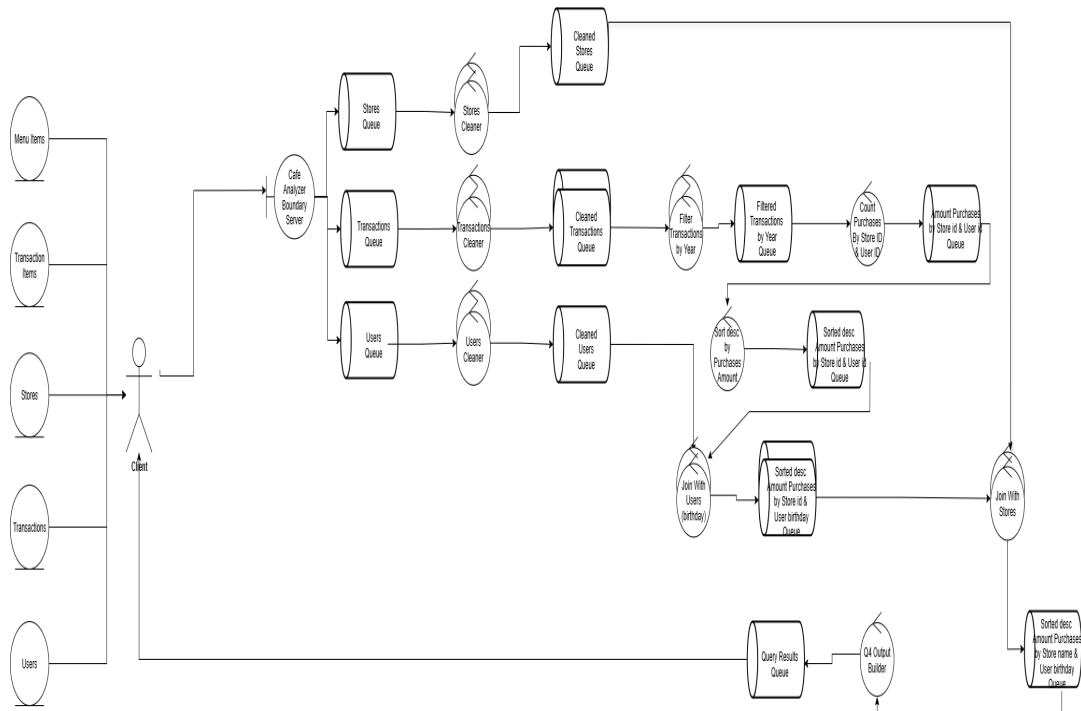 Cleaned
Stores
Queue
Stores
Queue
Stores
Cleaner
Menu Items
Cafe
Analyzer
Boundary
Server
Transactions
Queue
Transactions
Cleaner
Cleaned
Transactions
Queue
Filter
Transactions
by Year
Filtered
Transactions
by Year
Queue
Count
Purchases
By Store ID
& User ID
Amount Purchases
by Store id & User id
Queue
Transaction
Items
Users
Queue
Users
Cleaner
Cleaned
Users
Queue
Sort desc
by
Purchases
Amount
Sorted desc
Amount Purchases
by Store id & User id
Queue
Stores
Client
Join With
Users
(birthday)
Sorted desc
Amount Purchases
by Store id &
User birthday
Queue
Join With
Stores
Transactions
Users
Query Results
Queue
Q4 Output
Builder
Sorted desc
Amount Purchases
by Store name &
User birthday
Queue